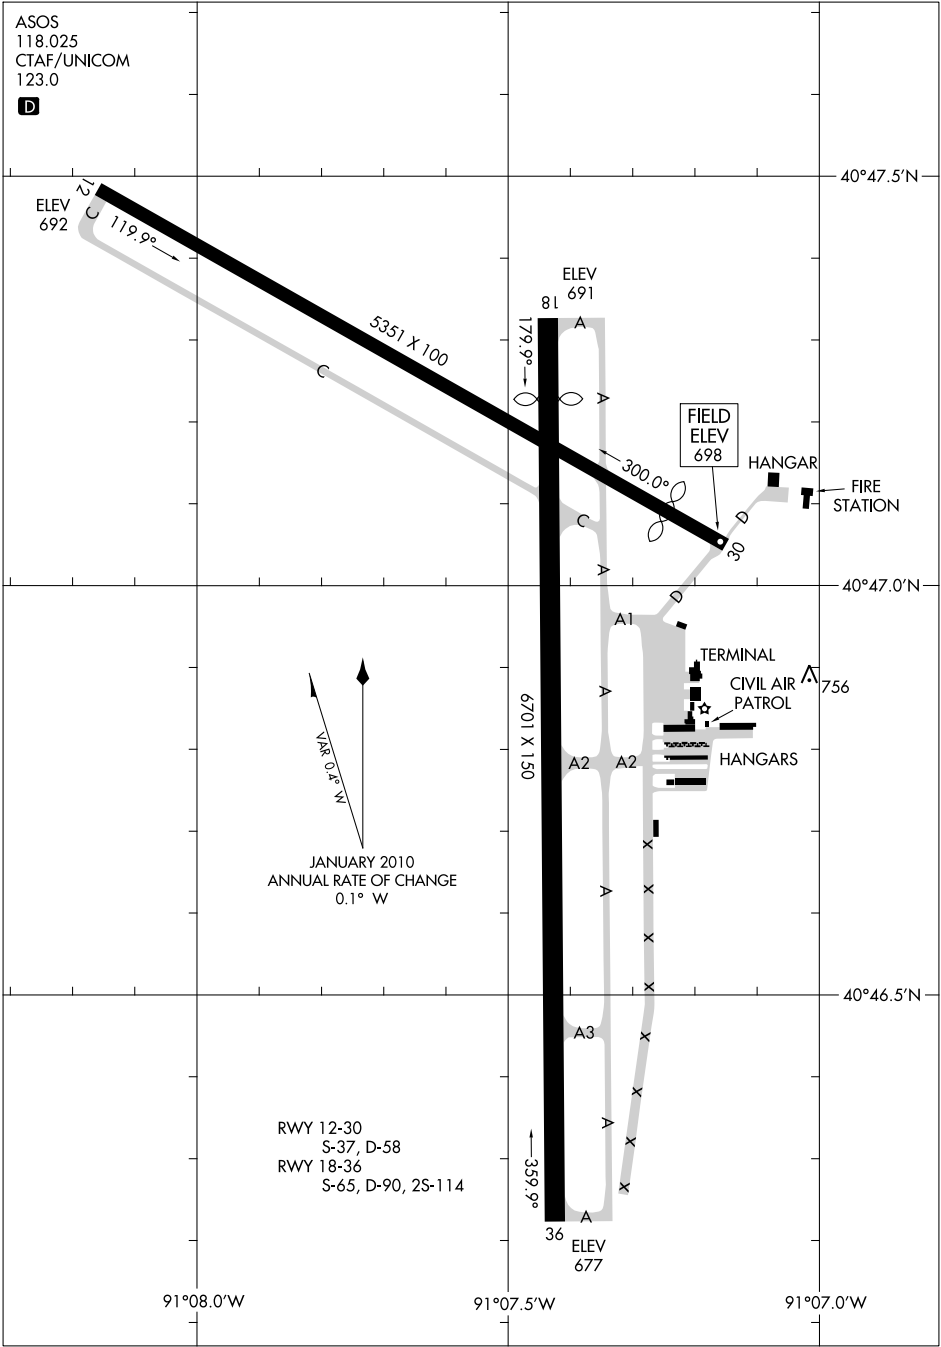 ASOS
118.025
CTAF/UNICOM
123.0
D
40°47.5'N
12
C
ELEV
692
119.9°
ELEV
691
18
A
179.9°
5351 X 100
C
A
FIELD
ELEV
698
300.0°
HANGAR
FIRE
STATION
D
C
30
A
40°47.0'N
D
A1
TERMINAL
CIVIL AIR
PATROL
756
A
6701 X 150
VAR 0.4° W
A2
A2
HANGARS
X
JANUARY 2010
ANNUAL RATE OF CHANGE
0.1° W
A
X
X
X
40°46.5'N
A3
X
X
RWY 12-30
S-37, D-58
RWY 18-36
S-65, D-90, 2S-114
A
X
359.9°
X
A
36
ELEV
677
91°08.0'W
91°07.5'W
91°07.0'W